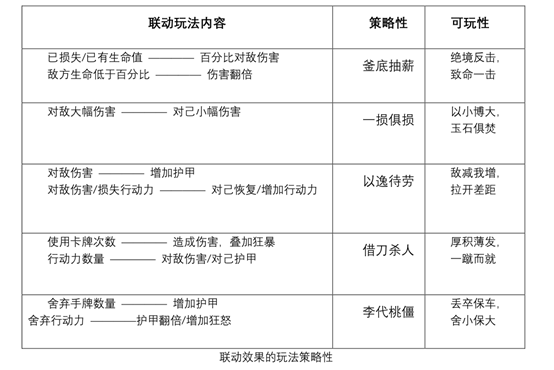 联动玩法内容 策略性 可玩性
已损失/已有生命值 ———— 百分比对敌伤害
敌方生命低于百分比 ———— 伤害翻倍
釜底抽薪
绝境反击，
致命一击
对敌大幅伤害 ———— 对己小幅伤害
一损俱损
以小博大，
玉石俱焚
对敌伤害 ———— 增加护甲
对敌伤害/损失行动力 ———— 对己恢复/增加行动力
以逸待劳
敌减我增，
拉开差距
使用卡牌次数 ———— 造成伤害，叠加狂暴
行动力数量 ———— 对敌伤害/对己护甲
借刀杀人
厚积薄发，
一蹴而就
舍弃手牌数量 ———— 增加护甲
舍弃行动力 ————护甲翻倍/增加狂怒
李代桃僵
丢卒保车，
舍小保大
联动效果的玩法策略性